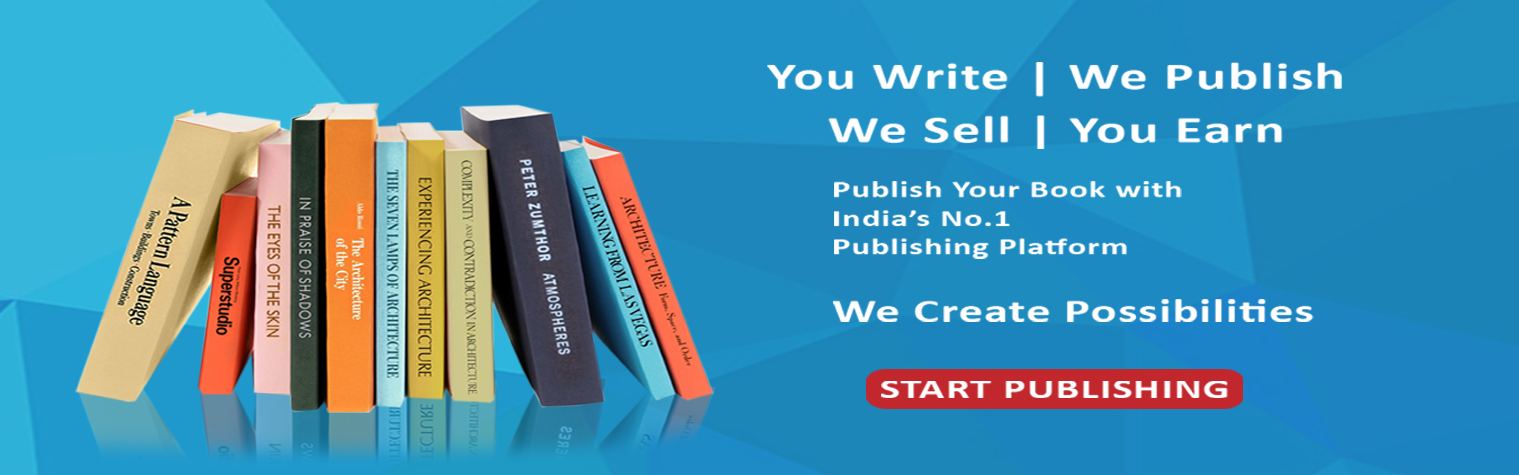 You Write | We Publish
We Sell | You Earn
Publish Your Book with
India's No.1
Publishing Platform
We Create Possibilities
START PUBLISHING
A Pattern Language
Towns · Buildings · Construction
Superstudio
THE EYES OF THE SKIN
IN PRAISE OF SHADOWS
Aldo Rossi
The Architecture
of the City
THE SEVEN LAMPS OF ARCHITECTURE
EXPERIENCING ARCHITECTURE
COMPLEXITY AND CONTRADICTION IN ARCHITECTURE
PETER ZUMTHOR ATMOSPHERES
LEARNING FROM LAS VEGAS
ARCHITECTURE Form, Space, and Order